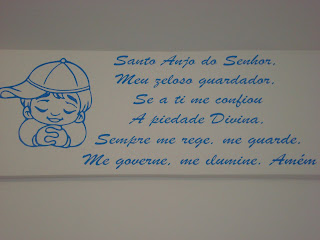 Santo Anjo do Senhor,
Meu zeloso guardador.
Se a ti me confiou
A piedade Divina.
Sempre me rege, me guarde.
Me governe, me ilumine. Amém